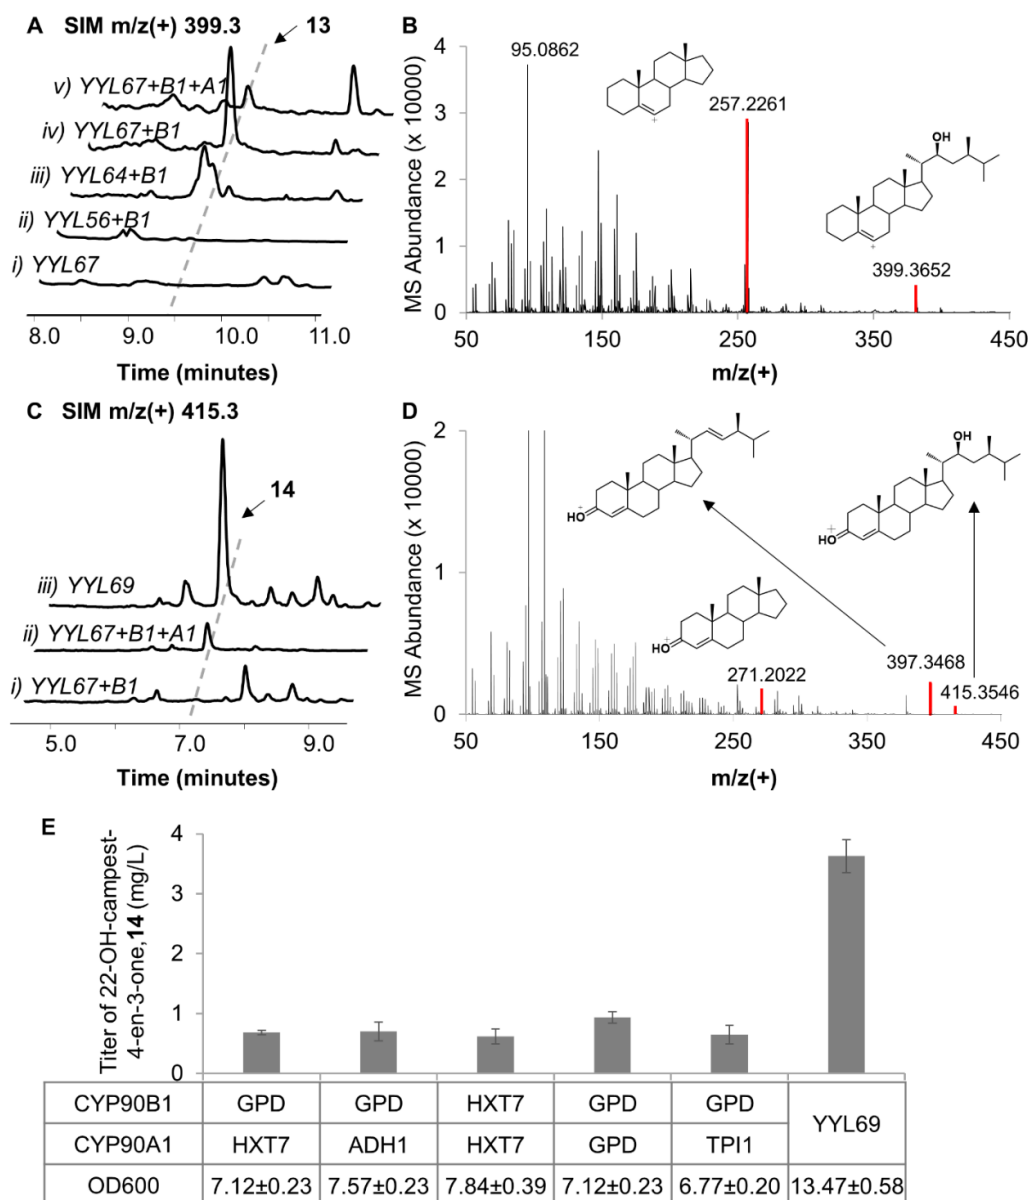 A SIM m/z(+) 399.3
13
v) YYL67+B1+A1
iv) YYL67+B1
iii) YYL64+B1
ii) YYL56+B1
i) YYL67
8.0 9.0 10.0 11.0
Time (minutes)
B
MS Abundance (x 10000)
4
3
2
1
0
95.0862
257.2261
OH
399.3652
+
+
50 150 250 350 450
m/z(+)
C SIM m/z(+) 415.3
14
iii) YYL69
ii) YYL67+B1+A1
i) YYL67+B1
5.0 7.0 9.0
Time (minutes)
D
MS Abundance (x 10000)
2
1
0
HO
OH
HO
+
HO
+
271.2022
397.3468
415.3546
50 150 250 350 450
m/z(+)
E
Titer of 22-OH-campest-
4-en-3-one,14 (mg/L)
4
3
2
1
0
CYP90B1 GPD GPD HXT7 GPD GPD YYL69
CYP90A1 HXT7 ADH1 HXT7 GPD TPI1
OD600 7.12±0.23 7.57±0.23 7.84±0.39 7.12±0.23 6.77±0.20 13.47±0.58